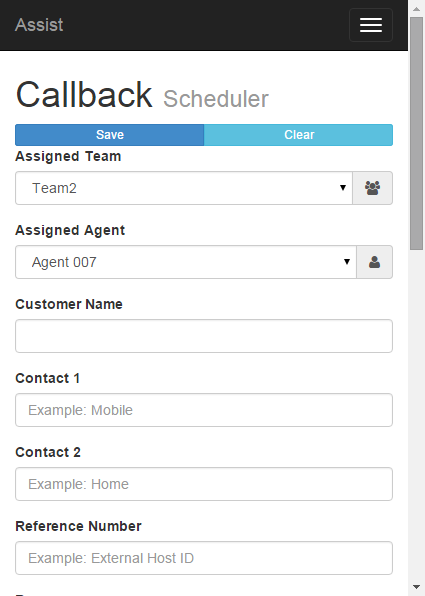 Assist
Callback Scheduler
Save Clear
Assigned Team
Team2
Assigned Agent
Agent 007
Customer Name
Contact 1
Example: Mobile
Contact 2
Example: Home
Reference Number
Example: External Host ID